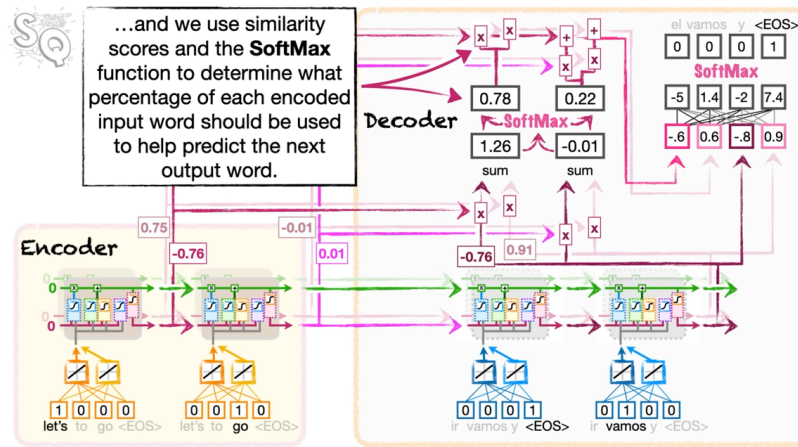 SQ
…and we use similarity
scores and the SoftMax
function to determine what
percentage of each encoded
input word should be used
to help predict the next
output word.
x x + +
x x
0.78 0.22
Decoder
SoftMax
1.26 -0.01
sum sum
x x
x x
el vamos y <EOS>
0 0 0 1
SoftMax
-5 1.4 -2 7.4
-.6 0.6 -.8 0.9
Encoder
0.75 -0.01
-0.76 0.01
-0.76 0.91
0 0
0 0
let's to go <EOS>
1 0 0 0
let's to go <EOS>
0 0 1 0
ir vamos y <EOS>
0 0 0 1
ir vamos y <EOS>
0 1 0 0